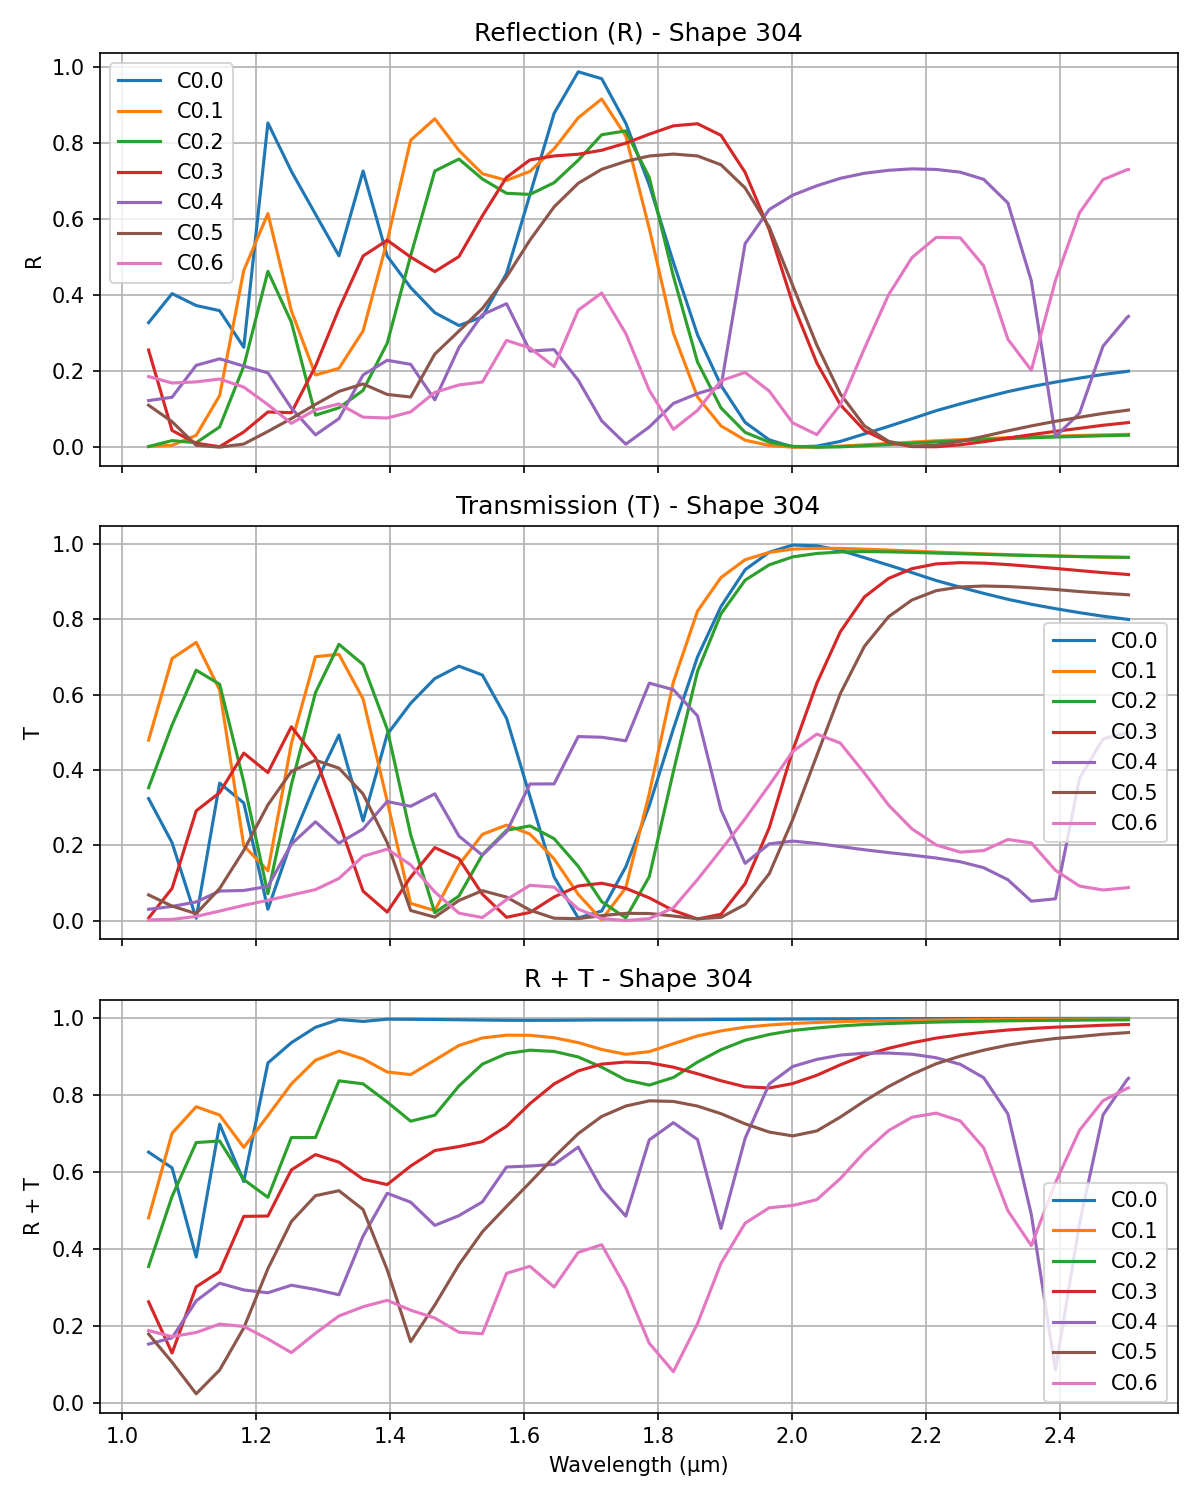 Reflection (R) - Shape 304
1.0
0.8
0.6
0.4
0.2
0.0
R
C0.0
C0.1
C0.2
C0.3
C0.4
C0.5
C0.6
Transmission (T) - Shape 304
1.0
0.8
0.6
0.4
0.2
0.0
T
C0.0
C0.1
C0.2
C0.3
C0.4
C0.5
C0.6
R + T - Shape 304
1.0
0.8
0.6
0.4
0.2
0.0
R + T
C0.0
C0.1
C0.2
C0.3
C0.4
C0.5
C0.6
1.0 1.2 1.4 1.6 1.8 2.0 2.2 2.4
Wavelength (μm)